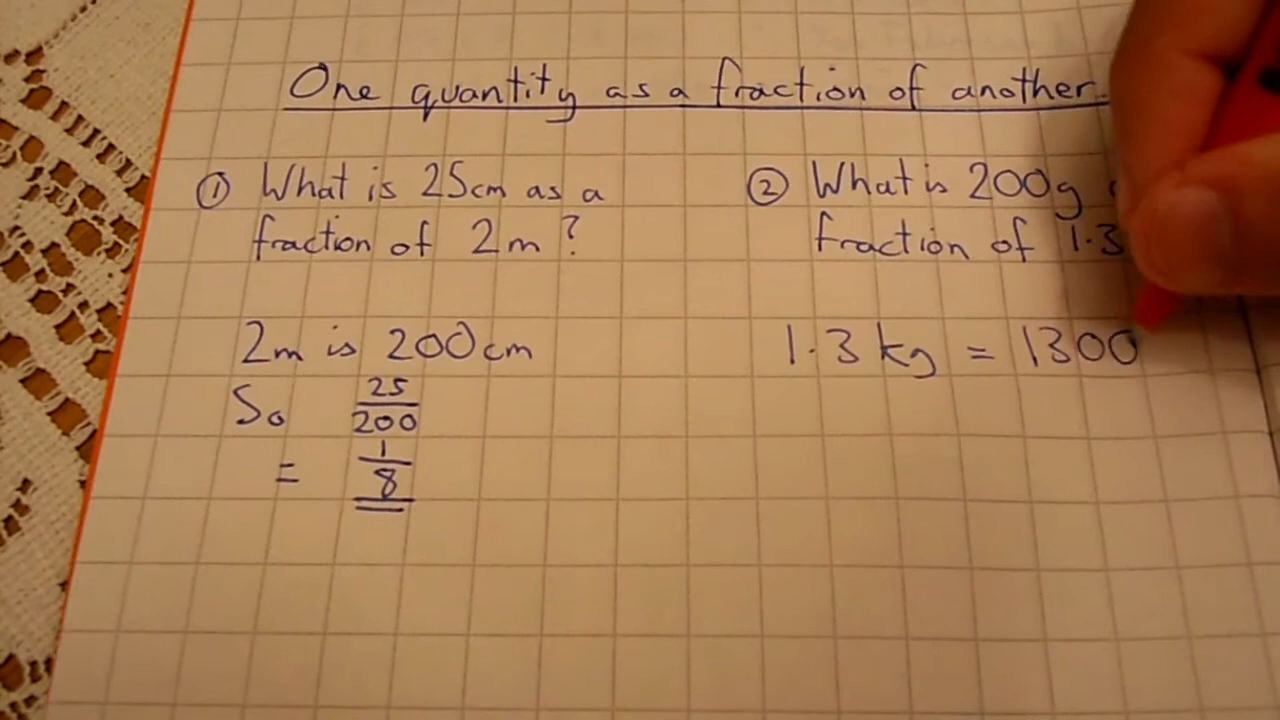 One quantity as a fraction of another.
① What is 25cm as a
fraction of 2m?
2m is 200cm
So 25/200
= 1/8
② What is 200g
fraction of 1.3
1.3 kg = 1300